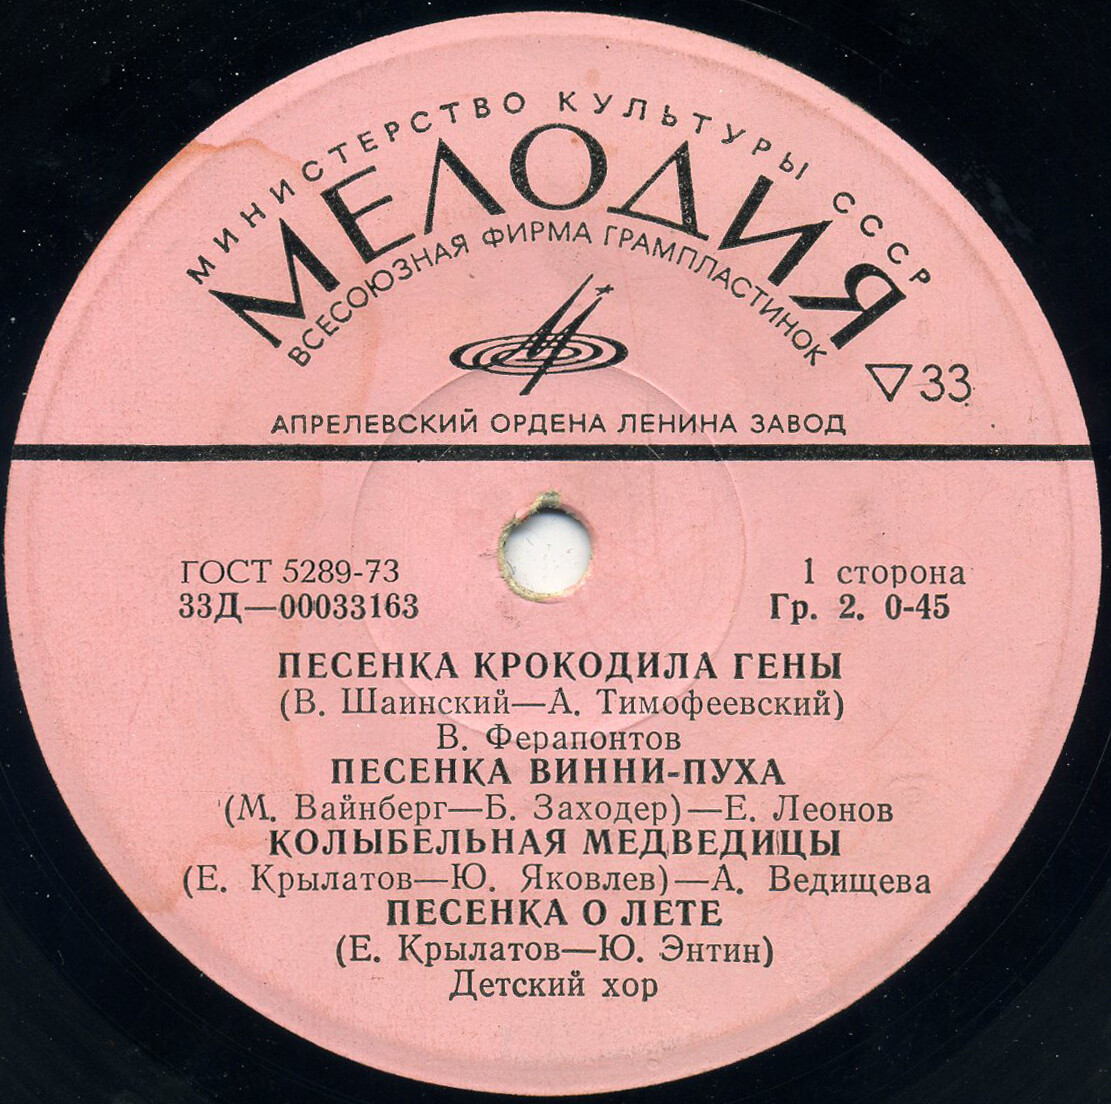 МИНИСТЕРСТВО КУЛЬТУРЫ СССР
МЕЛОДИЯ
ВСЕСОЮЗНАЯ ФИРМА ГРАМПЛАСТИНОК
▽33
АПРЕЛЕВСКИЙ ОРДЕНА ЛЕНИНА ЗАВОД
ГОСТ 5289-73
1 сторона
33Д—00033163
Гр. 2. 0-45
ПЕСЕНКА КРОКОДИЛА ГЕНЫ
(В. Шаинский—А. Тимофеевский)
В. Ферапонтов
ПЕСЕНКА ВИННИ-ПУХА
(М. Вайнберг—Б. Заходер)—Е. Леонов
КОЛЫБЕЛЬНАЯ МЕДВЕДИЦЫ
(Е. Крылатов—Ю. Яковлев)—А. Ведищева
ПЕСЕНКА О ЛЕТЕ
(Е. Крылатов—Ю. Энтин)
Детский хор